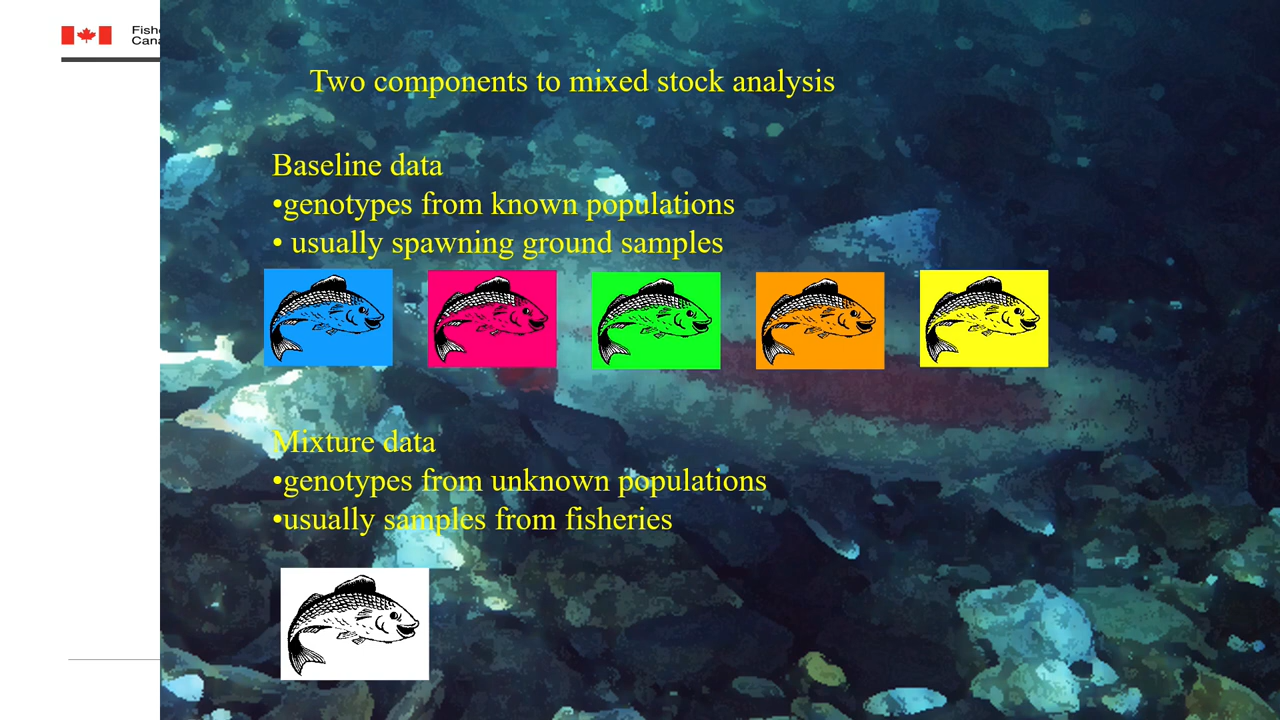 Two components to mixed stock analysis
Baseline data
•genotypes from known populations
• usually spawning ground samples
Mixture data
•genotypes from unknown populations
•usually samples from fisheries